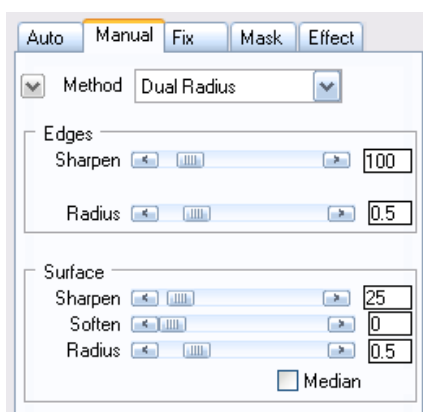 Auto Manual Fix Mask Effect
Method Dual Radius
Edges
Sharpen 100
Radius 0.5
Surface
Sharpen 25
Soften 0
Radius 0.5
Median